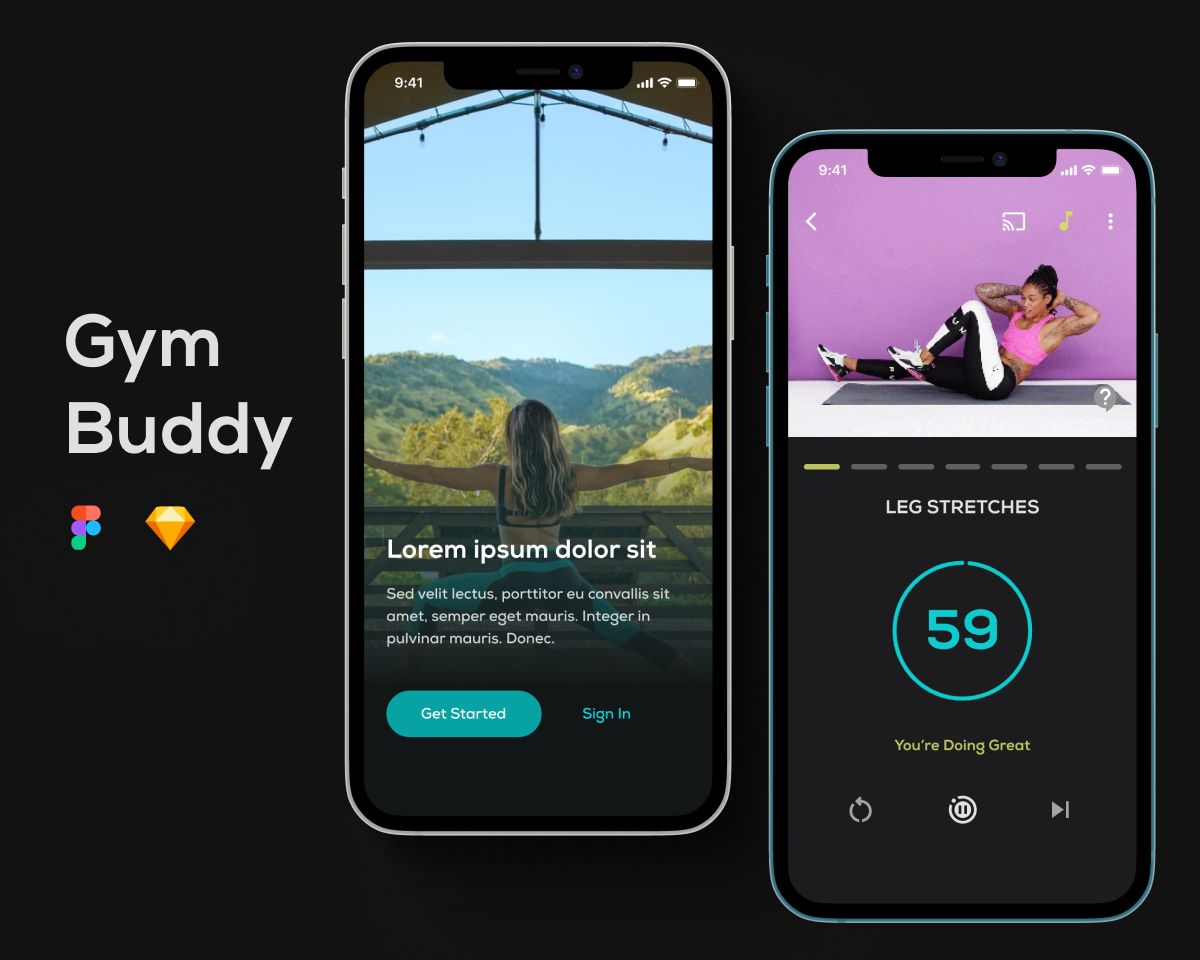 Gym
Buddy
9:41
Lorem ipsum dolor sit
Sed velit lectus, porttitor eu convallis sit
amet, semper eget mauris. Integer in
pulvinar mauris. Donec.
Get Started
Sign In
9:41
?
LEG STRETCHES
59
You’re Doing Great